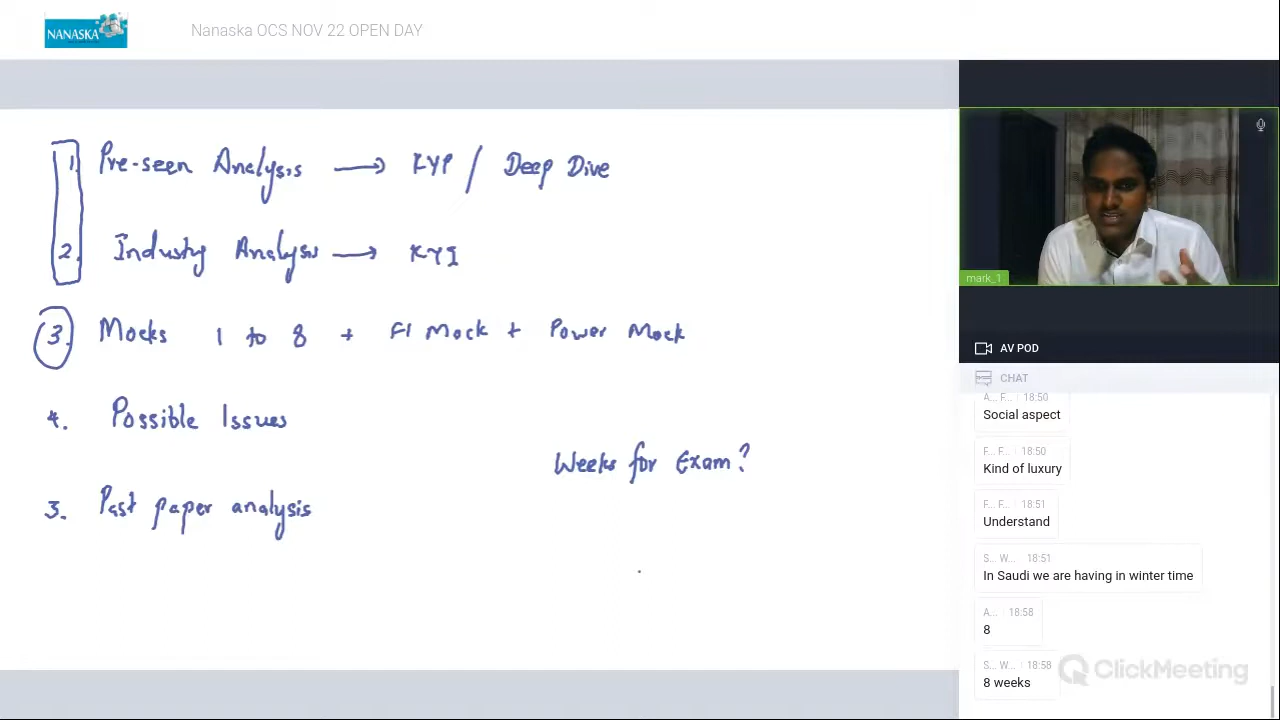 NANASKA
Nanaska OCS NOV 22 OPEN DAY
1. Pre-seen Analysis → KYP / Deep Dive
2. Industry Analysis → KYI
3. Mocks 1 to 8 + FI Mock + Power Mock
4. Possible Issues
Weeks for Exam?
3. Past paper analysis
mark_1
AV POD
CHAT
A... F... 18:50
Social aspect
F... F... 18:50
Kind of luxury
F... F... 18:51
Understand
S... W... 18:51
In Saudi we are having in winter time
A... 18:58
8
S... W... 18:58
8 weeks
ClickMeeting